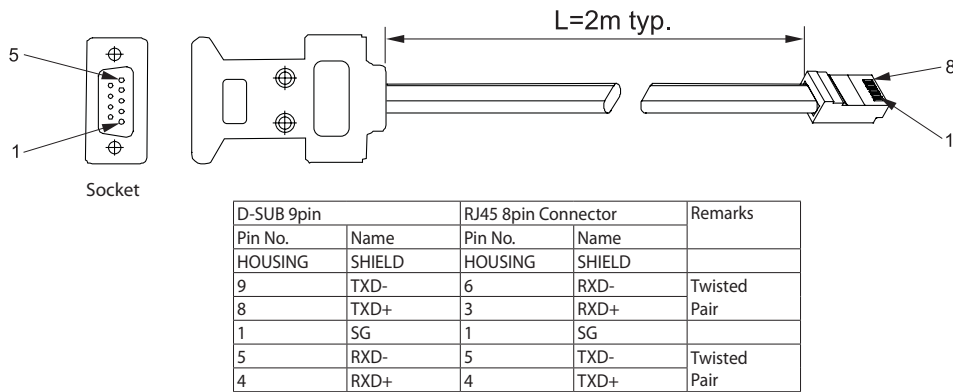 L=2m typ.
5
1
8
1
Socket
D-SUB 9pin RJ45 8pin Connector Remarks
Pin No. Name Pin No. Name
HOUSING SHIELD HOUSING SHIELD
9 TXD- 6 RXD- Twisted
8 TXD+ 3 RXD+ Pair
1 SG 1 SG
5 RXD- 5 TXD- Twisted
4 RXD+ 4 TXD+ Pair